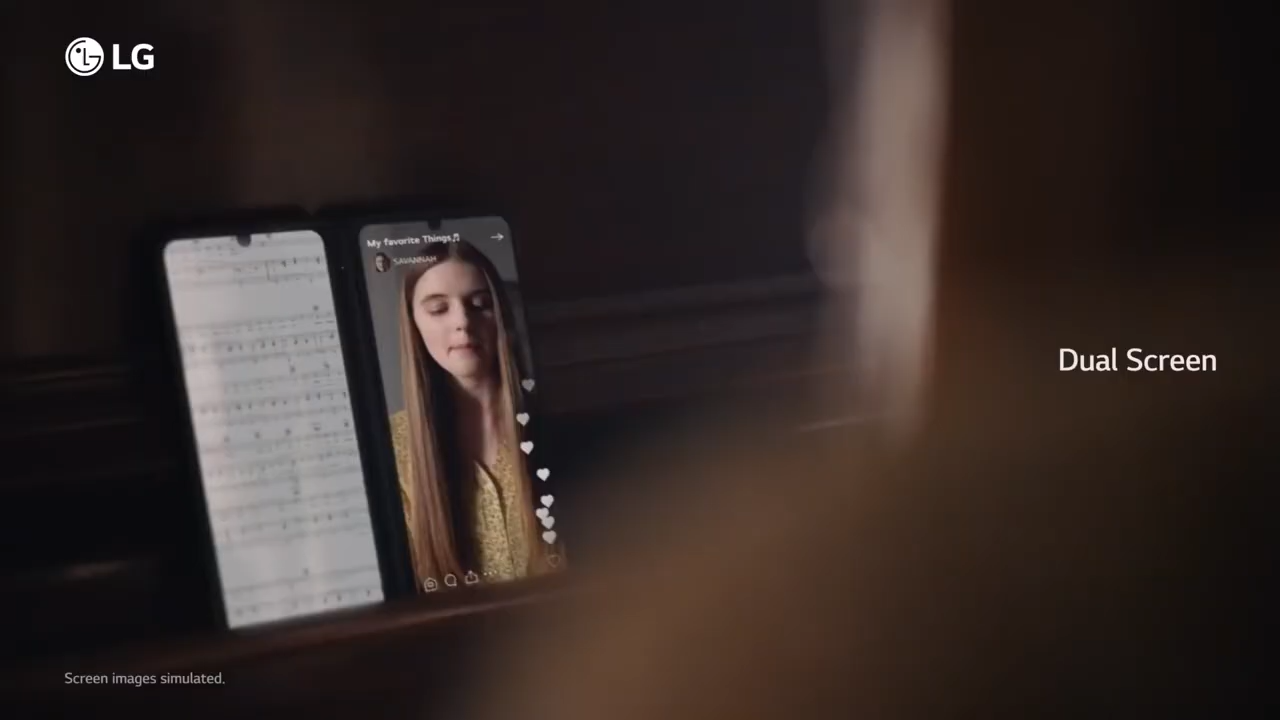 LG
My favorite Things♫
SAVANNAH
Dual Screen
Screen images simulated.